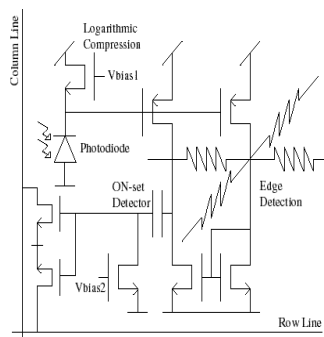 Column Line
Logarithmic
Compression
Vbias1
Photodiode
ON-set
Detector
Edge
Detection
Vbias2
Row Line